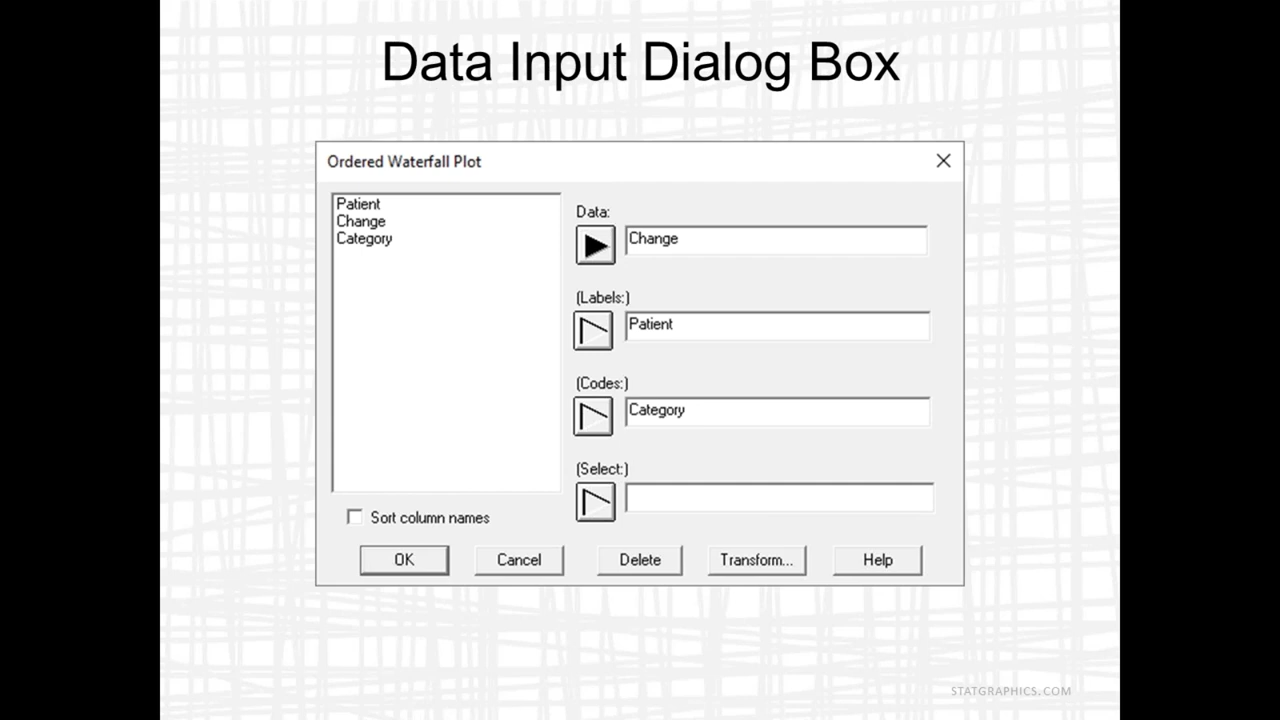 Data Input Dialog Box
Ordered Waterfall Plot
Patient
Change
Category
Data:
Change
(Labels:)
Patient
(Codes:)
Category
(Select:)
Sort column names
OK
Cancel
Delete
Transform...
Help
STATGRAPHICS.COM